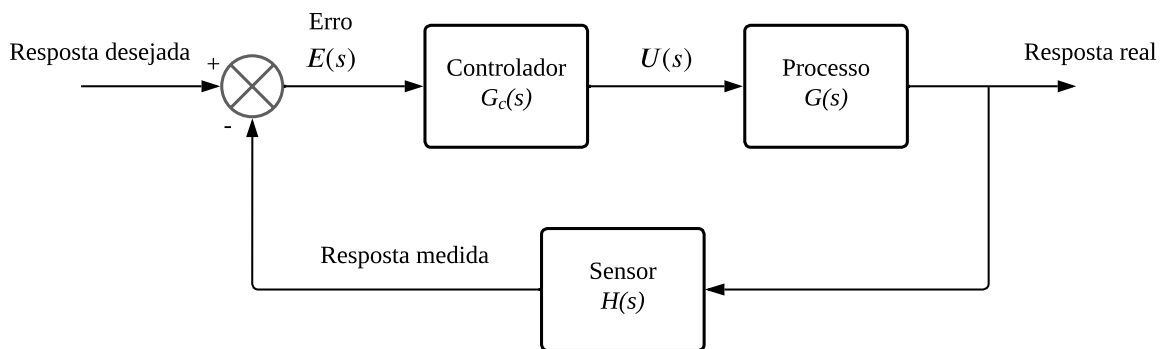 Resposta desejada
+
-
Erro
E(s)
Controlador
Gc(s)
U(s)
Processo
G(s)
Resposta real
Resposta medida
Sensor
H(s)